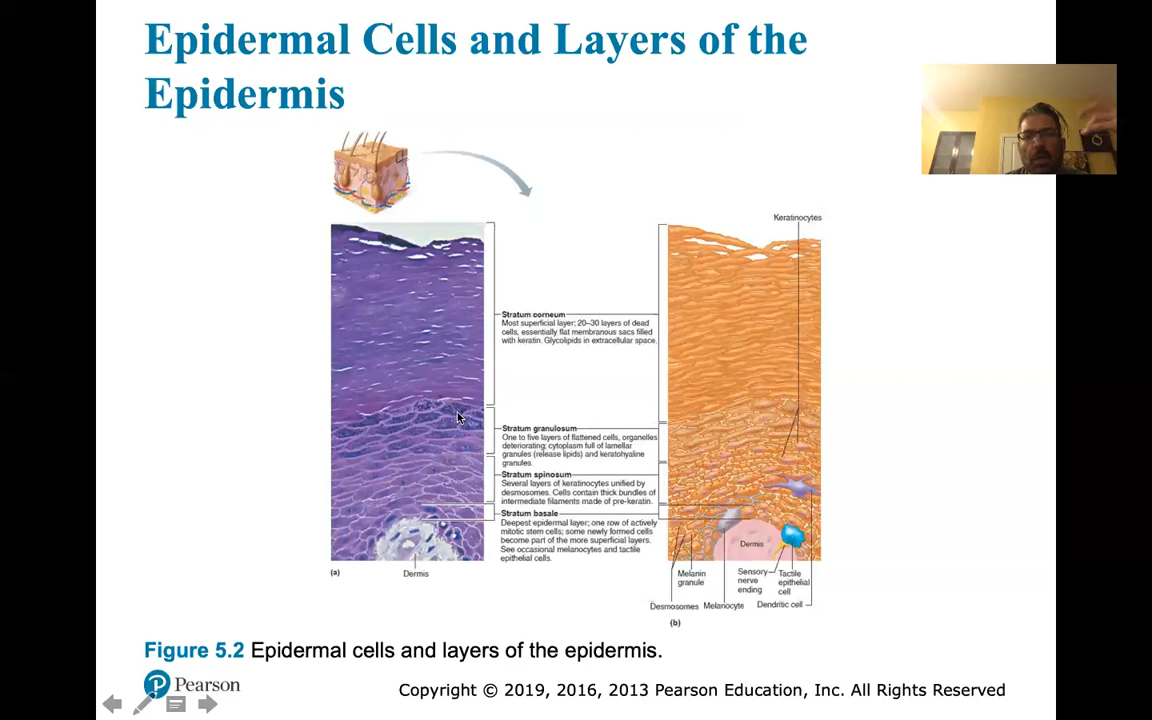 Epidermal Cells and Layers of the
Epidermis
Keratinocytes
Stratum corneum
Most superficial layer; 20–30 layers of dead
cells, essentially flat membranous sacs filled
with keratin. Glycolipids in extracellular space.
Stratum granulosum
One to five layers of flattened cells, organelles
deteriorating; cytoplasm full of lamellar
granules (release lipids) and keratohyaline
granules.
Stratum spinosum
Several layers of keratinocytes unified by
desmosomes. Cells contain thick bundles of
intermediate filaments made of pre-keratin.
Stratum basale
Deepest epidermal layer; one row of actively
mitotic stem cells; some newly formed cells
become part of the more superficial layers.
See occasional melanocytes and tactile
epithelial cells.
Dermis
(a)
Dermis
Melanin
granule
Sensory
nerve
ending
Tactile
epithelial
cell
Desmosomes
Melanocyte
Dendritic cell
(b)
Figure 5.2 Epidermal cells and layers of the epidermis.
P Pearson
Copyright © 2019, 2016, 2013 Pearson Education, Inc. All Rights Reserved